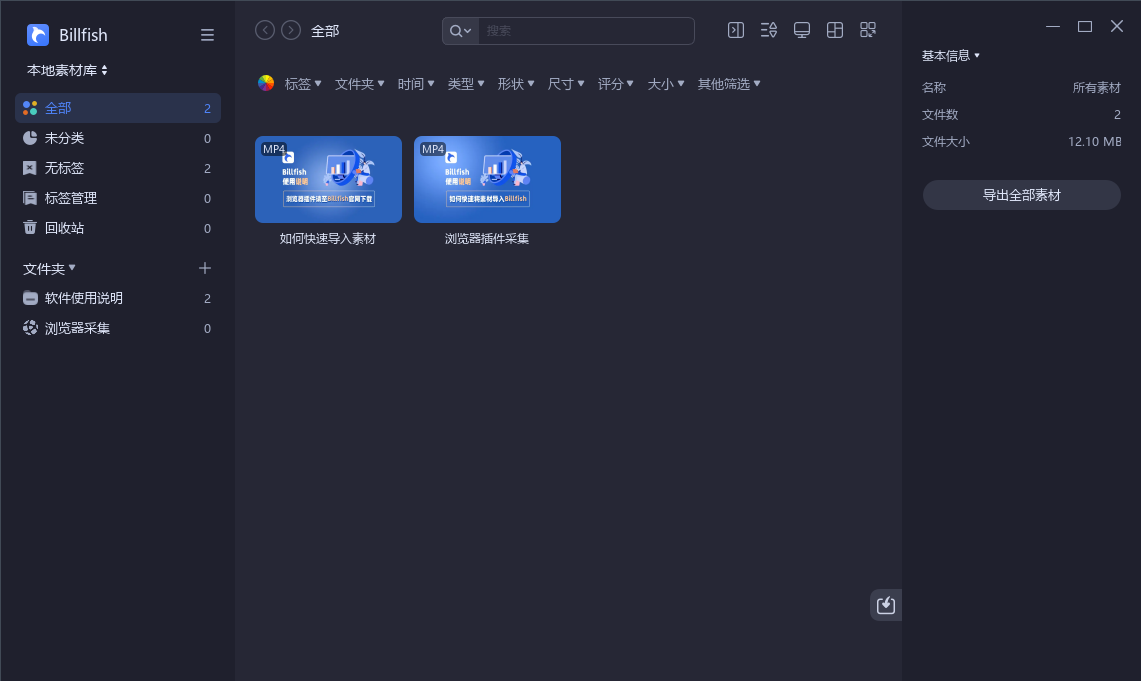 Billfish
本地素材库
全部 2
未分类 0
无标签 2
标签管理 0
回收站 0
文件夹
软件使用说明 2
浏览器采集 0
全部
搜索
标签 文件夹 时间 类型 形状 尺寸 评分 大小 其他筛选
MP4
Billfish
使用说明
浏览器插件请至Billfish官网下载
如何快速导入素材
MP4
Billfish
使用说明
如何快速将素材导入Billfish
浏览器插件采集
基本信息
名称 所有素材
文件数 2
文件大小 12.10 MB
导出全部素材